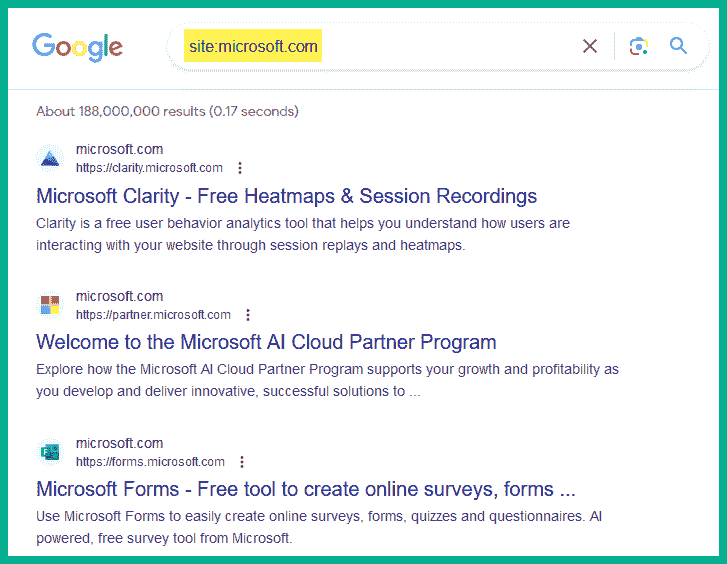 Google
site:microsoft.com
About 188,000,000 results (0.17 seconds)
microsoft.com
https://clarity.microsoft.com
Microsoft Clarity - Free Heatmaps & Session Recordings
Clarity is a free user behavior analytics tool that helps you understand how users are
interacting with your website through session replays and heatmaps.
microsoft.com
https://partner.microsoft.com
Welcome to the Microsoft AI Cloud Partner Program
Explore how the Microsoft AI Cloud Partner Program supports your growth and profitability as
you develop and deliver innovative, successful solutions to ...
microsoft.com
https://forms.microsoft.com
Microsoft Forms - Free tool to create online surveys, forms ...
Use Microsoft Forms to easily create online surveys, forms, quizzes and questionnaires. AI
powered, free survey tool from Microsoft.